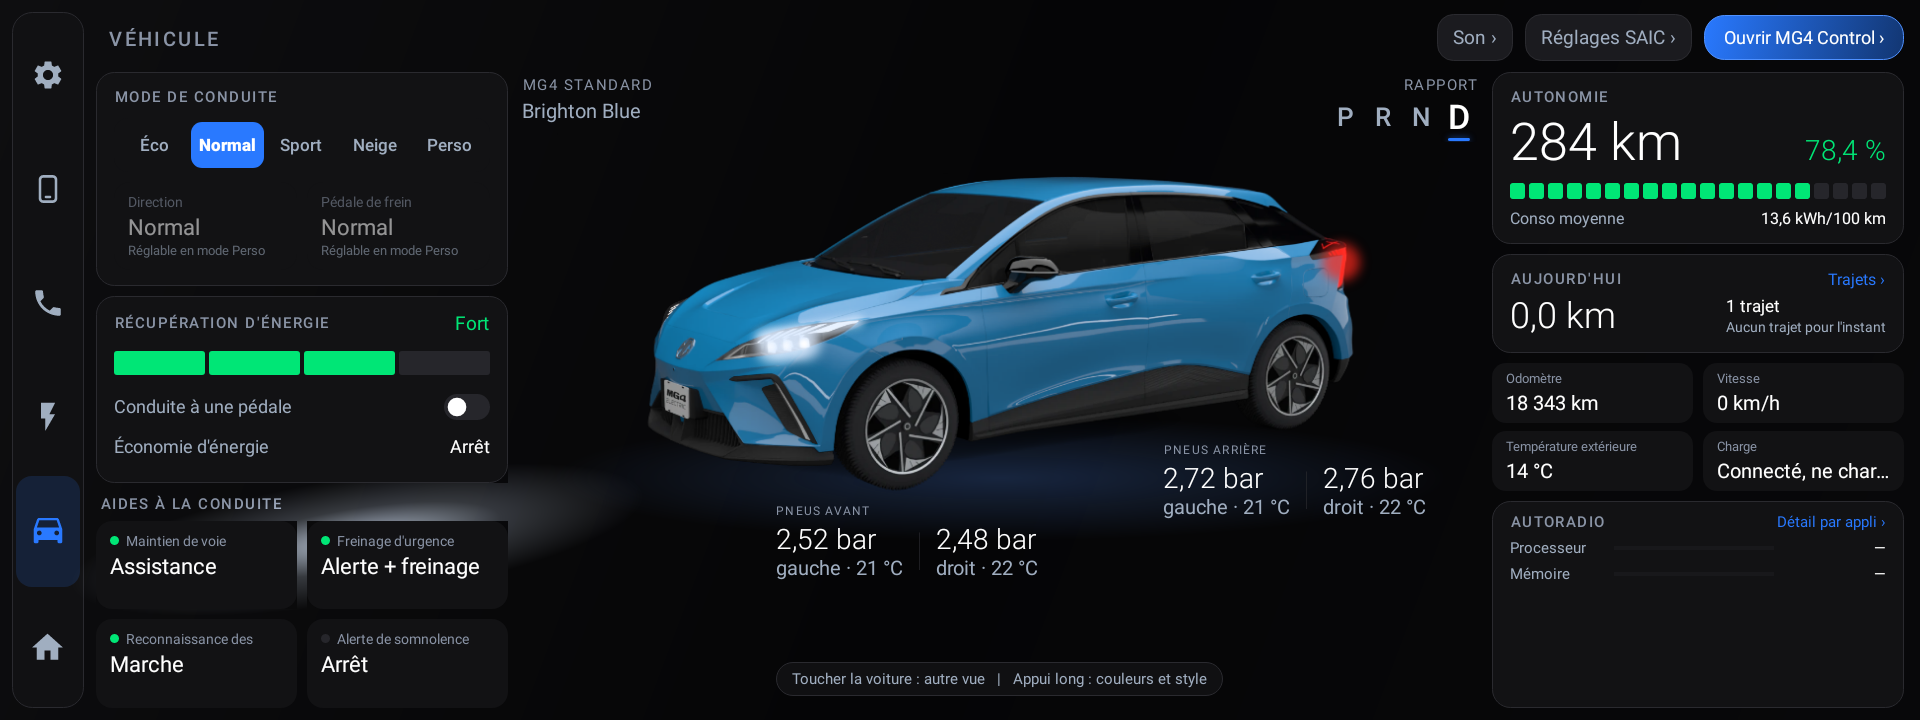 VÉHICULE
Son ›
Réglages SAIC ›
Ouvrir MG4 Control ›
MODE DE CONDUITE
Éco
Normal
Sport
Neige
Perso
Direction
Normal
Réglable en mode Perso
Pédale de frein
Normal
Réglable en mode Perso
RÉCUPÉRATION D'ÉNERGIE
Fort
Conduite à une pédale
Économie d'énergie
Arrêt
AIDES À LA CONDUITE
Maintien de voie
Assistance
Freinage d'urgence
Alerte + freinage
Reconnaissance des
Marche
Alerte de somnolence
Arrêt
MG4 STANDARD
Brighton Blue
RAPPORT
P R N D
MG4
ELECTRIC
PNEUS AVANT
2,52 bar
gauche · 21 °C
2,48 bar
droit · 22 °C
PNEUS ARRIÈRE
2,72 bar
gauche · 21 °C
2,76 bar
droit · 22 °C
Toucher la voiture : autre vue | Appui long : couleurs et style
AUTONOMIE
284 km
78,4 %
Conso moyenne
13,6 kWh/100 km
AUJOURD'HUI
Trajets ›
0,0 km
1 trajet
Aucun trajet pour l'instant
Odomètre
18 343 km
Vitesse
0 km/h
Température extérieure
14 °C
Charge
Connecté, ne char…
AUTORADIO
Détail par appli ›
Processeur
–
Mémoire
–